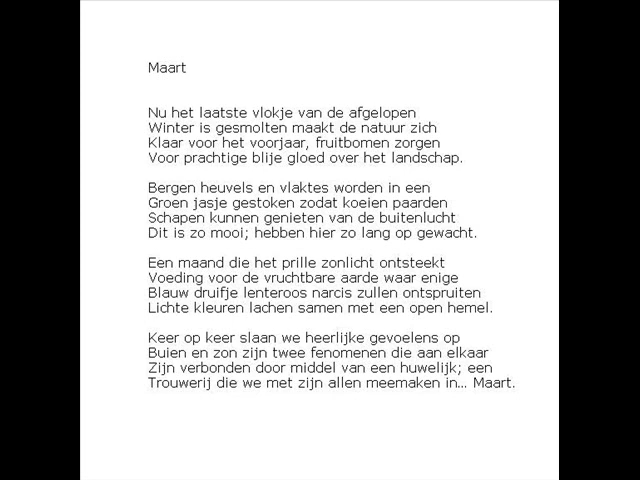 Maart
Nu het laatste vlokje van de afgelopen
Winter is gesmolten maakt de natuur zich
Klaar voor het voorjaar, fruitbomen zorgen
Voor prachtige blije gloed over het landschap.
Bergen heuvels en vlaktes worden in een
Groen jasje gestoken zodat koeien paarden
Schapen kunnen genieten van de buitenlucht
Dit is zo mooi; hebben hier zo lang op gewacht.
Een maand die het prille zonlicht ontsteekt
Voeding voor de vruchtbare aarde waar enige
Blauw druifje lenteroos narcis zullen ontspruiten
Lichte kleuren lachen samen met een open hemel.
Keer op keer slaan we heerlijke gevoelens op
Buien en zon zijn twee fenomenen die aan elkaar
Zijn verbonden door middel van een huwelijk; een
Trouwerij die we met zijn allen meemaken in... Maart.